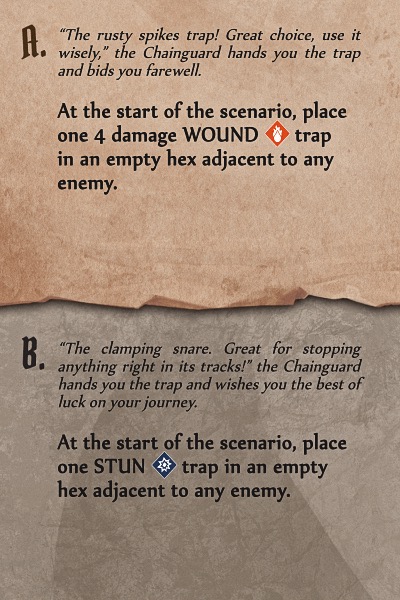 A.
“The rusty spikes trap! Great choice, use it
wisely,” the Chainguard hands you the trap
and bids you farewell.
At the start of the scenario, place
one 4 damage WOUND trap
in an empty hex adjacent to any
enemy.
B.
“The clamping snare. Great for stopping
anything right in its tracks!” the Chainguard
hands you the trap and wishes you the best of
luck on your journey.
At the start of the scenario, place
one STUN trap in an empty
hex adjacent to any enemy.